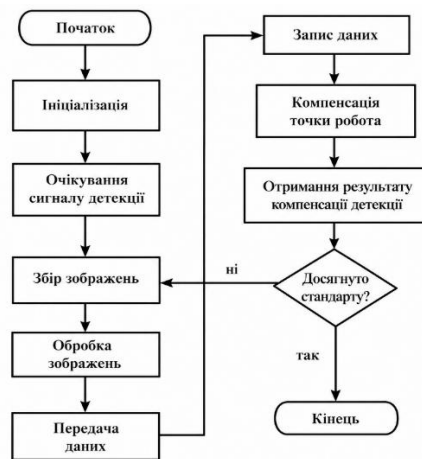 Початок
Ініціалізація
Очікування
сигналу детекції
Збір зображень
Обробка
зображень
Передача
даних
Запис даних
Компенсація
точки робота
Отримання результату
компенсації детекції
Досягнуто
стандарту?
ні
так
Кінець